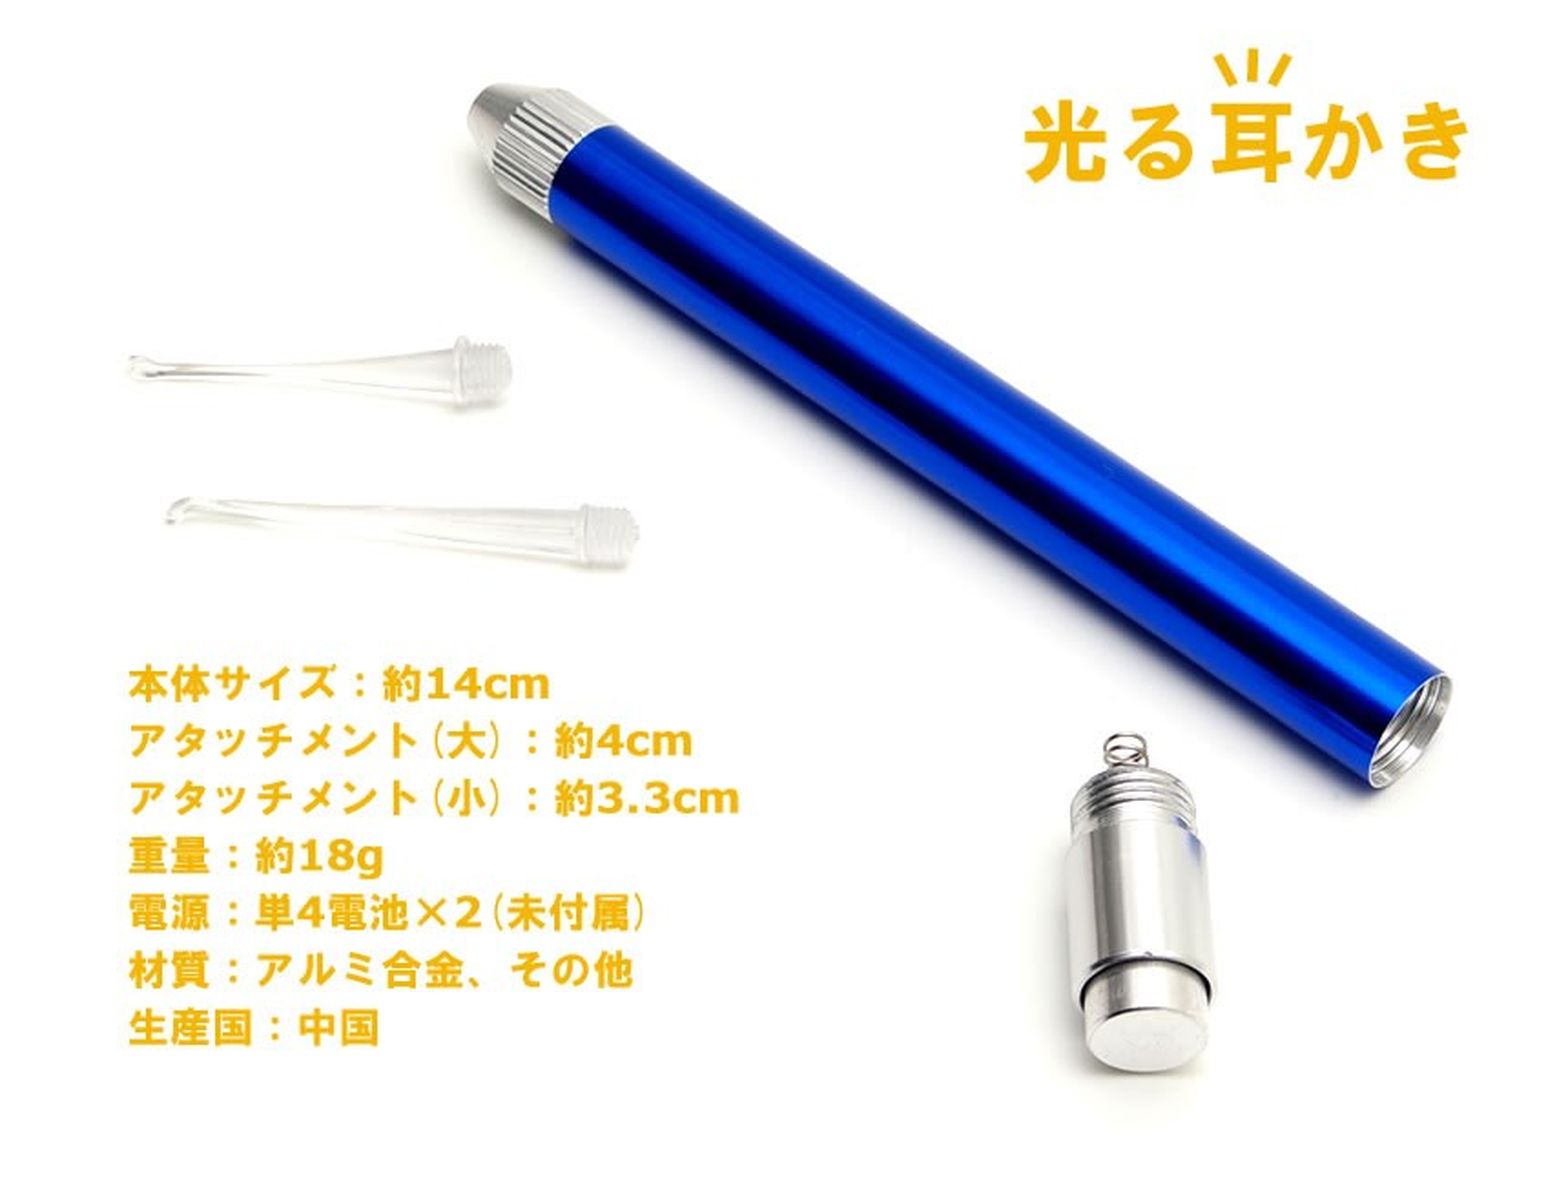 光る耳かき
本体サイズ：約14cm
アタッチメント(大)：約4cm
アタッチメント(小)：約3.3cm
重量：約18g
電源：単4電池×2(未付属)
材質：アルミ合金、その他
生産国：中国